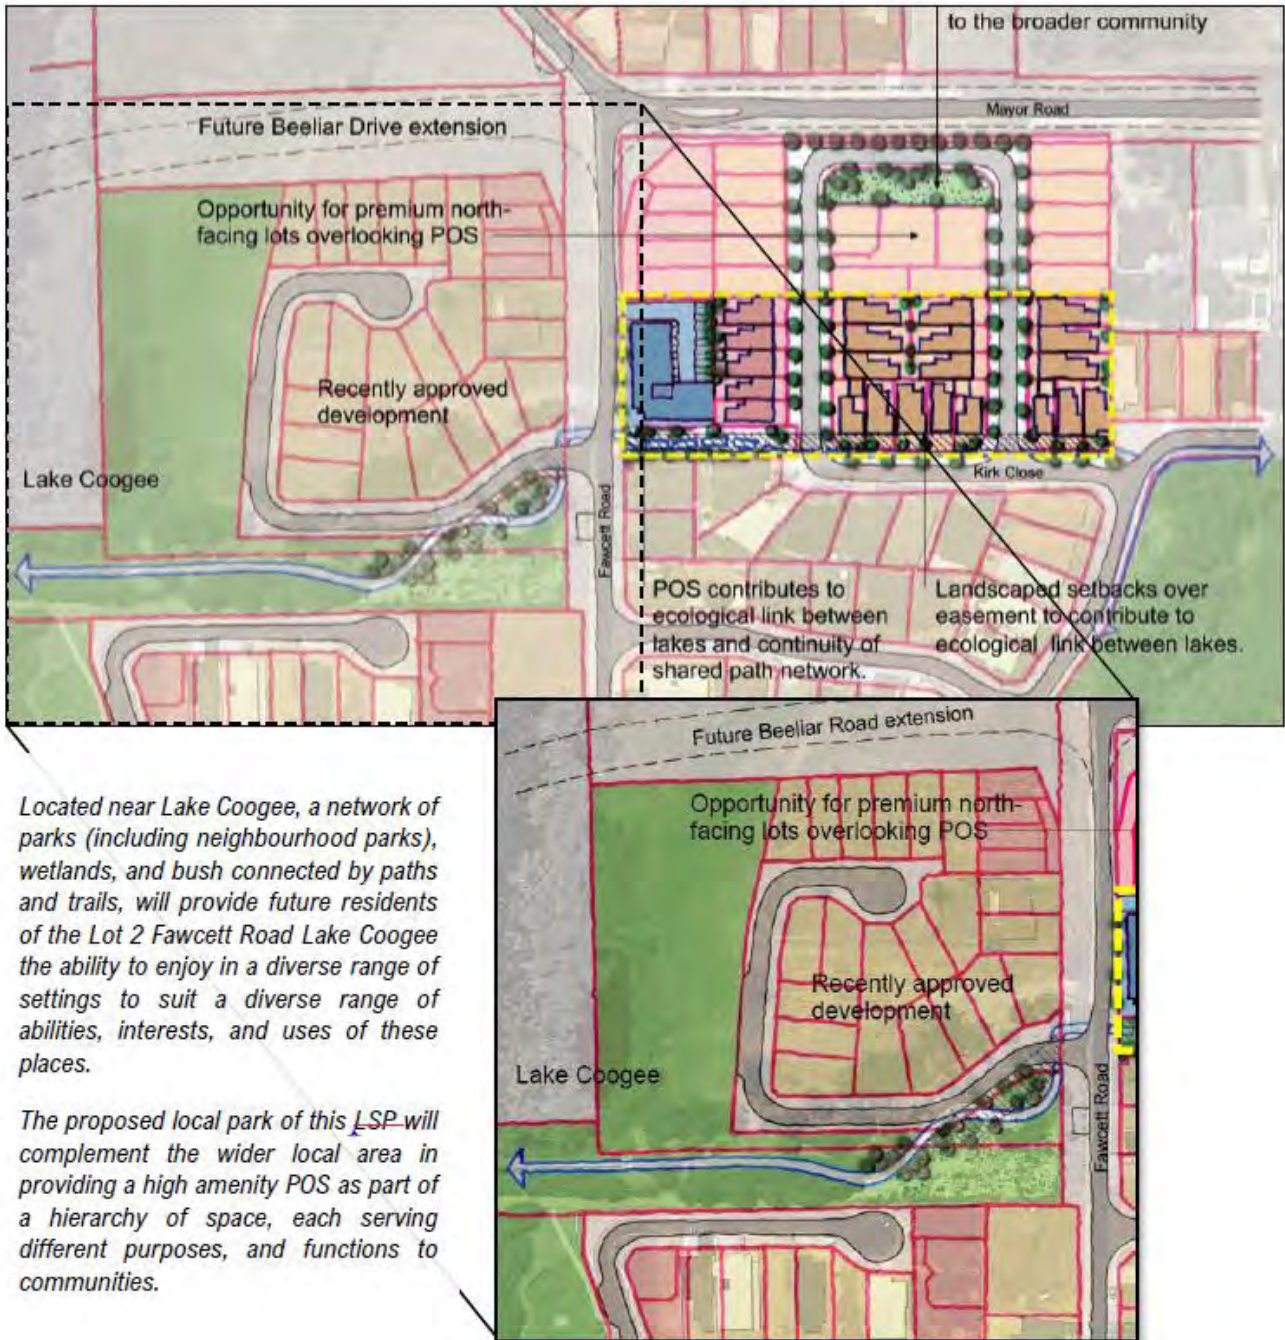 to the broader community
Mayor Road
Future Beeliar Drive extension
Opportunity for premium north-
facing lots overlooking POS
Recently approved
development
Lake Coogee
Kirk Close
Fawcett Road
POS contributes to
ecological link between
lakes and continuity of
shared path network.
Landscaped setbacks over
easement to contribute to
ecological link between lakes.
Future Beeliar Road extension
Opportunity for premium north-
facing lots overlooking POS
Recently approved
development
Lake Coogee
Fawcett Road
Located near Lake Coogee, a network of
parks (including neighbourhood parks),
wetlands, and bush connected by paths
and trails, will provide future residents
of the Lot 2 Fawcett Road Lake Coogee
the ability to enjoy in a diverse range of
settings to suit a diverse range of
abilities, interests, and uses of these
places.
The proposed local park of this LSP will
complement the wider local area in
providing a high amenity POS as part of
a hierarchy of space, each serving
different purposes, and functions to
communities.